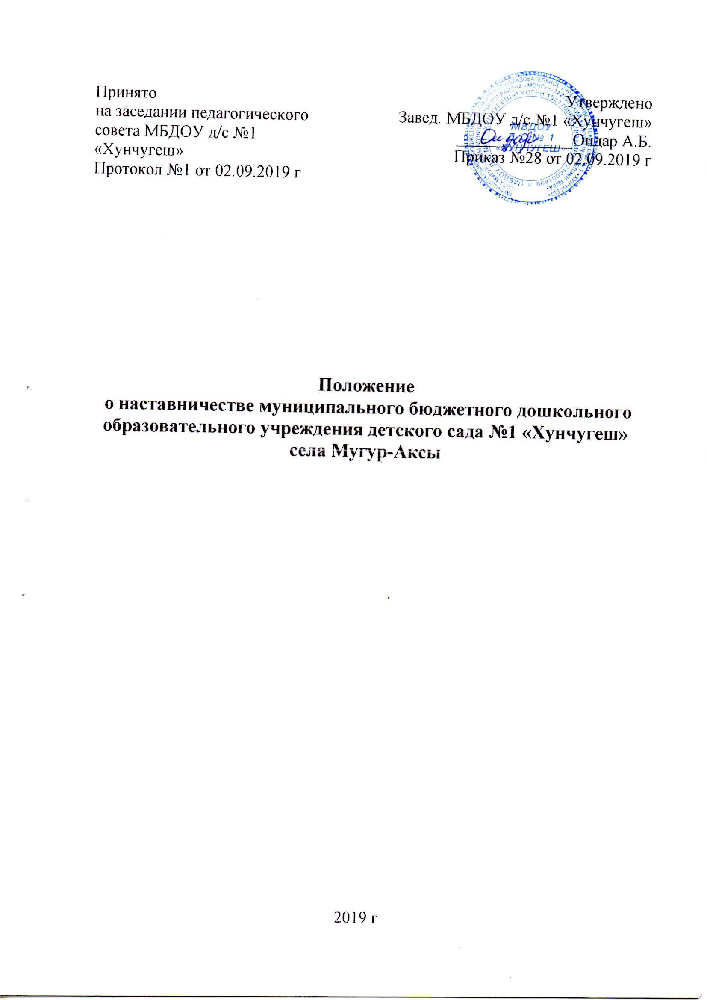 Принято
на заседании педагогического
совета МБДОУ д/с №1
«Хунчугеш»
Протокол №1 от 02.09.2019 г
Утверждено
Завед. МБДОУ д/с №1 «Хунчугеш»
Ондар Ондар А.Б.
Приказ №28 от 02.09.2019 г
МБДОУ
Д/С № 1
«ХУНЧУГЕШ»
Положение
о наставничестве муниципального бюджетного дошкольного
образовательного учреждения детского сада №1 «Хунчугеш»
села Мугур-Аксы
2019 г